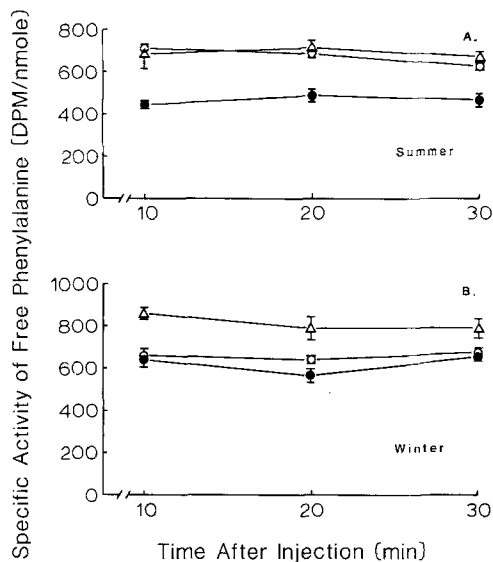 Specific Activity of Free Phenylalanine (DPM/nmole)
800
600
400
200
0
A.
Summer
10 20 30
1000
800
600
400
200
0
B.
Winter
10 20 30
Time After Injection (min)